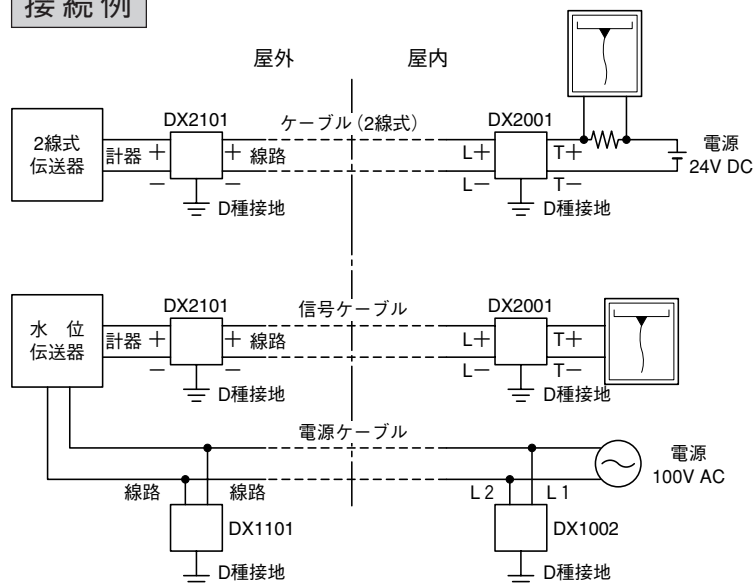 接続例
屋外
屋内
DX2101
ケーブル(2線式)
DX2001
2線式
伝送器
計器
+
+
線路
L+
T+
電源
24V DC
−
−
L−
T−
D種接地
D種接地
DX2101
信号ケーブル
DX2001
水 位
伝送器
計器
+
+
線路
L+
T+
−
−
L−
T−
D種接地
D種接地
電源ケーブル
電源
100V AC
線路
線路
L 2
L 1
DX1101
DX1002
D種接地
D種接地